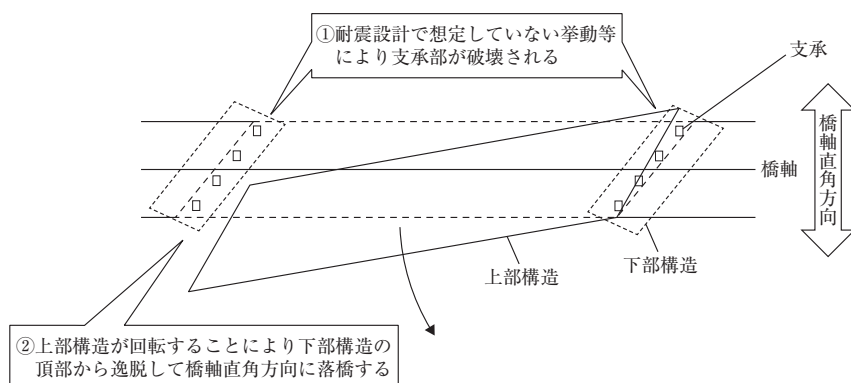 ①耐震設計で想定していない挙動等
により支承部が破壊される
支承
橋軸直角方向
橋軸
下部構造
上部構造
②上部構造が回転することにより下部構造の
頂部から逸脱して橋軸直角方向に落橋する